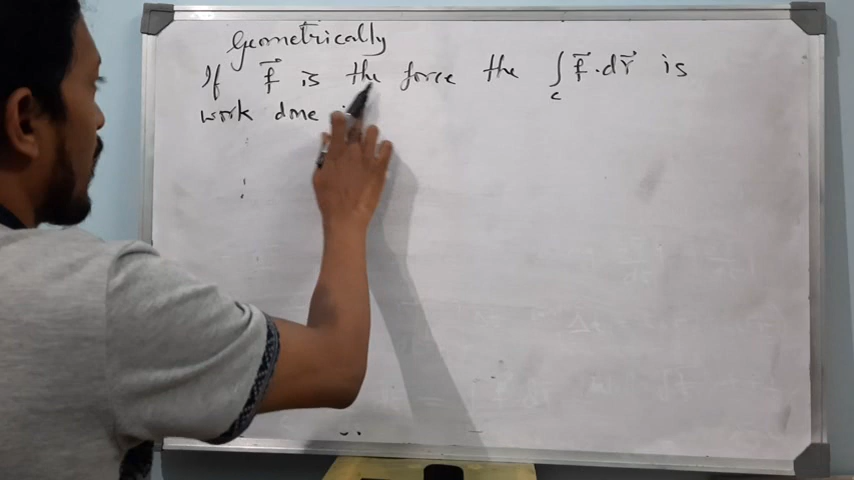 Geometrically
If f⃗ is the force the ∫_c f⃗.dr⃗ is
work done